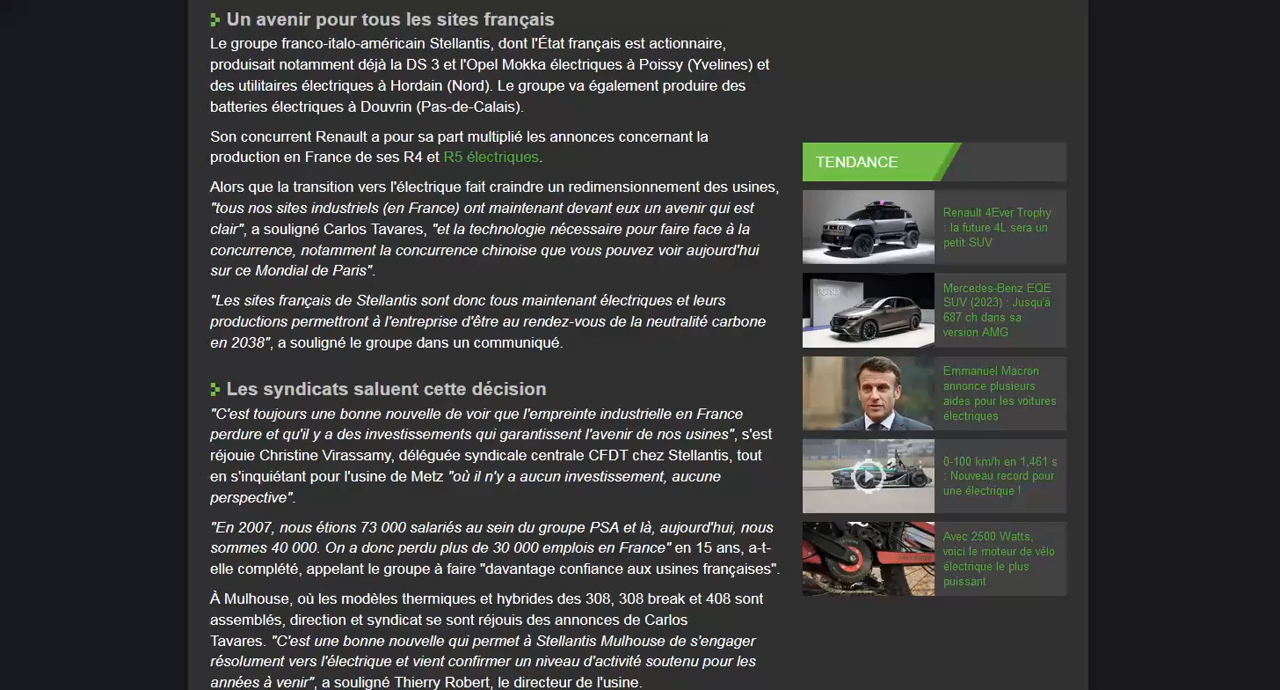 Un avenir pour tous les sites français
Le groupe franco-italo-américain Stellantis, dont l'État français est actionnaire,
produisait notamment déjà la DS 3 et l'Opel Mokka électriques à Poissy (Yvelines) et
des utilitaires électriques à Hordain (Nord). Le groupe va également produire des
batteries électriques à Douvrin (Pas-de-Calais).
Son concurrent Renault a pour sa part multiplié les annonces concernant la
production en France de ses R4 et R5 électriques.
Alors que la transition vers l'électrique fait craindre un redimensionnement des usines,
"tous nos sites industriels (en France) ont maintenant devant eux un avenir qui est
clair", a souligné Carlos Tavares, "et la technologie nécessaire pour faire face à la
concurrence, notamment la concurrence chinoise que vous pouvez voir aujourd'hui
sur ce Mondial de Paris".
"Les sites français de Stellantis sont donc tous maintenant électriques et leurs
productions permettront à l'entreprise d'être au rendez-vous de la neutralité carbone
en 2038", a souligné le groupe dans un communiqué.
Les syndicats saluent cette décision
"C'est toujours une bonne nouvelle de voir que l'empreinte industrielle en France
perdure et qu'il y a des investissements qui garantissent l'avenir de nos usines", s'est
réjouie Christine Virassamy, déléguée syndicale centrale CFDT chez Stellantis, tout
en s'inquiétant pour l'usine de Metz "où il n'y a aucun investissement, aucune
perspective".
"En 2007, nous étions 73 000 salariés au sein du groupe PSA et là, aujourd'hui, nous
sommes 40 000. On a donc perdu plus de 30 000 emplois en France" en 15 ans, a-t-
elle complété, appelant le groupe à faire "davantage confiance aux usines françaises".
À Mulhouse, où les modèles thermiques et hybrides des 308, 308 break et 408 sont
assemblés, direction et syndicat se sont réjouis des annonces de Carlos
Tavares. "C'est une bonne nouvelle qui permet à Stellantis Mulhouse de s'engager
résolument vers l'électrique et vient confirmer un niveau d'activité soutenu pour les
années à venir", a souligné Thierry Robert, le directeur de l'usine.
TENDANCE
Renault 4Ever Trophy
: la future 4L sera un
petit SUV
Mercedes-Benz EQE
SUV (2023) : Jusqu'à
687 ch dans sa
version AMG
Emmanuel Macron
annonce plusieurs
aides pour les voitures
électriques
0-100 km/h en 1,461 s
: Nouveau record pour
une électrique !
Avec 2500 Watts,
voici le moteur de vélo
électrique le plus
puissant